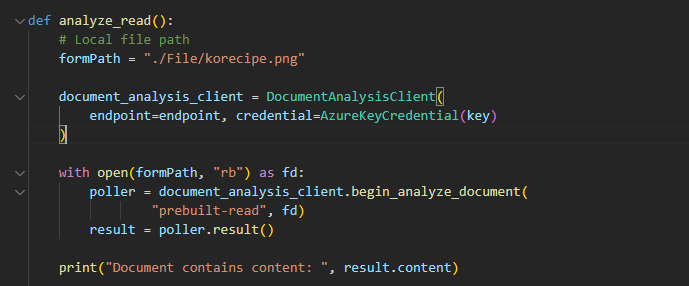 def analyze_read():
# Local file path
formPath = "./File/korecipe.png"
document_analysis_client = DocumentAnalysisClient(
endpoint=endpoint, credential=AzureKeyCredential(key)
)
with open(formPath, "rb") as fd:
poller = document_analysis_client.begin_analyze_document(
"prebuilt-read", fd)
result = poller.result()
print("Document contains content: ", result.content)